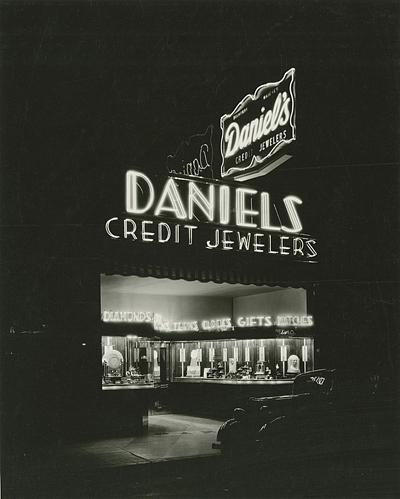 Daniel's
CREDIT JEWELERS
DANIELS
CREDIT JEWELERS
DIAMONDS
CLOCKS, GIFTS, WATCHES